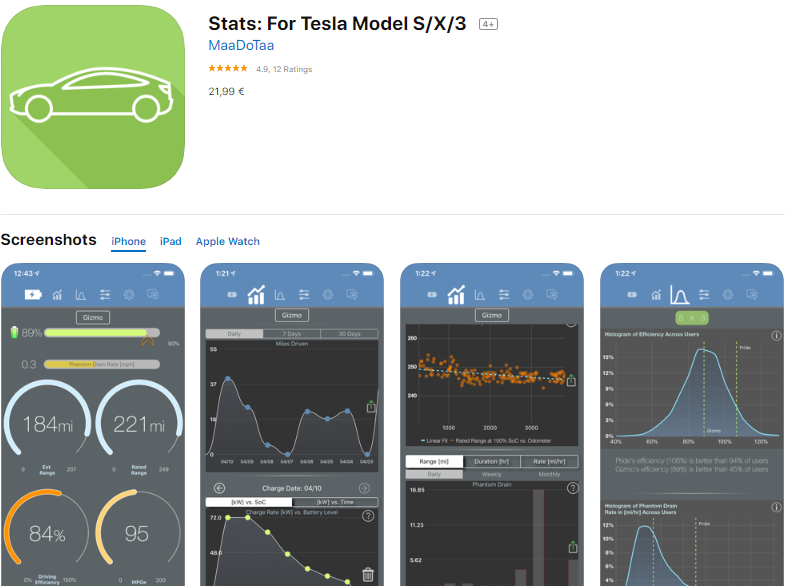 Stats: For Tesla Model S/X/3 4+
MaaDoTaa
4.9, 12 Ratings
21,99 €
Screenshots iPhone iPad Apple Watch
12:43
Gizmo
89%
90%
0.3 Phantom Drain Rate [mph]
184mi
221mi
0 Est. Range 297
0 Rated Range 249
84%
95
0% Driving Efficiency 100%
0 MPGe 200
1:21
Gizmo
Daily 7 Days 30 Days
Miles Driven
55
37
18
0
04/10 04/09 04/08 04/07 04/06 04/05 04/04 04/03
Charge Date: 04/10
[kW] vs. SoC [kW] vs. Time
Charge Rate [kW] vs. Battery Level
72.0
48.0
1:22
Gizmo
260
250
240
1000 2000 3000
Linear Fit Rated Range at 100% SoC vs. Odometer
Range [mi] Duration [hr] Rate [mi/hr]
Daily Weekly Monthly
Phantom Drain
16.85
11.23
5.62
1:22
S X 3
Histogram of Efficiency Across Users
Pride
15%
12%
9%
6%
3%
0%
Gizmo
40% 60% 80% 100% 120%
Pride's efficiency (106%) is better than 94% of users
Gizmo's efficiency (89%) is better than 45% of users
Histogram of Phantom Drain
Rate in [mi/hr] Across Users
Pride
12%
10%
8%
6%
4%